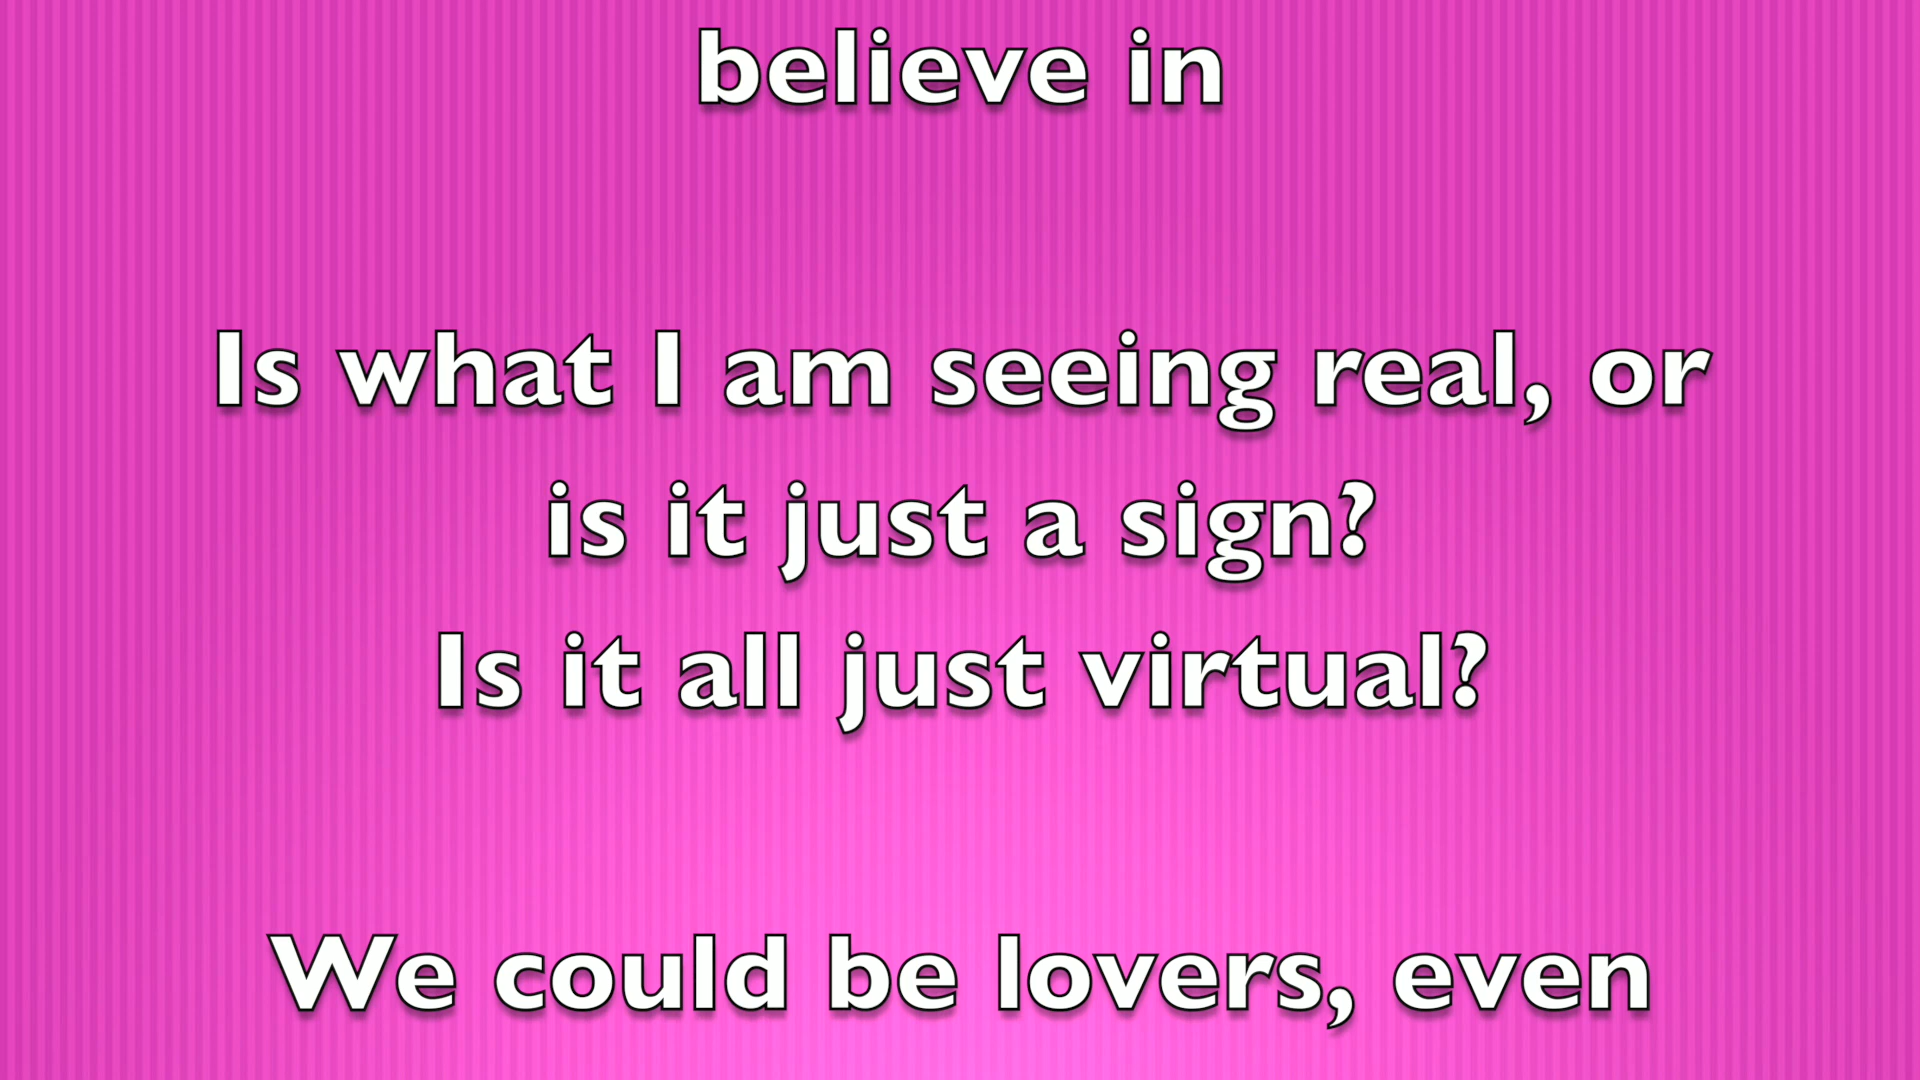 believe in
Is what I am seeing real, or
is it just a sign?
Is it all just virtual?
We could be lovers, even